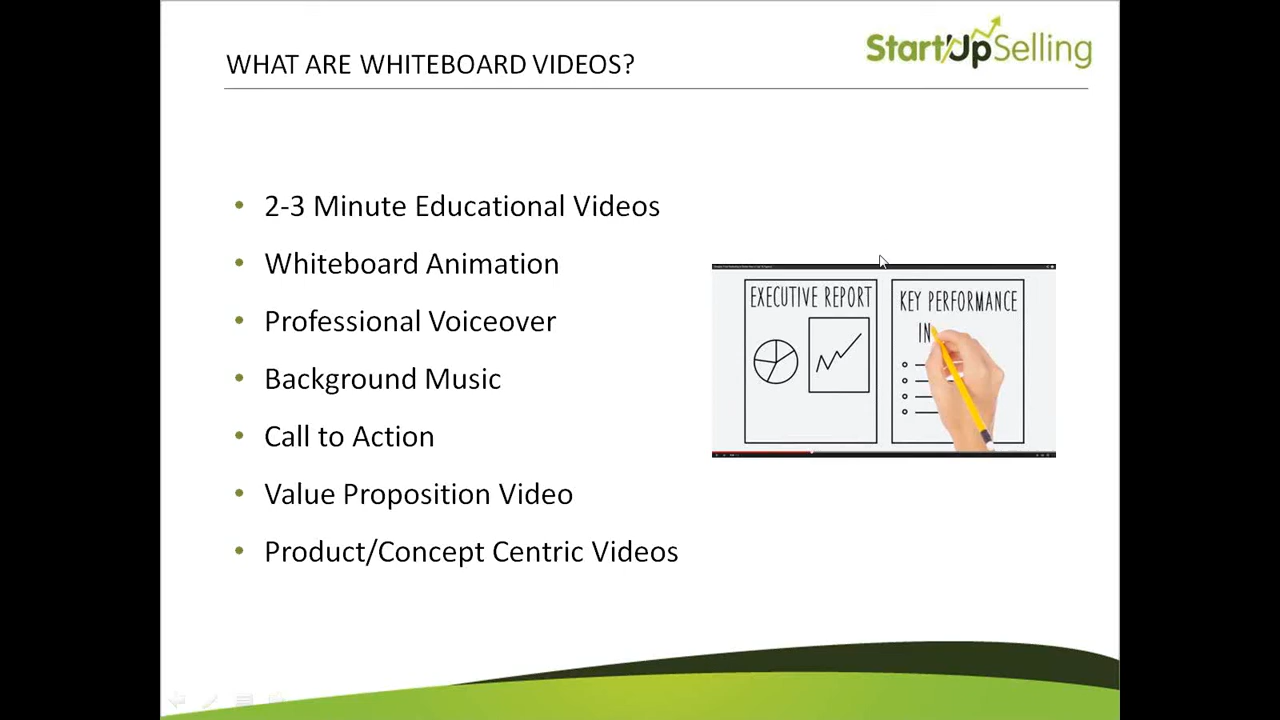 WHAT ARE WHITEBOARD VIDEOS?
StartUpSelling
• 2-3 Minute Educational Videos
• Whiteboard Animation
• Professional Voiceover
• Background Music
• Call to Action
• Value Proposition Video
• Product/Concept Centric Videos
EXECUTIVE REPORT
KEY PERFORMANCE
IN